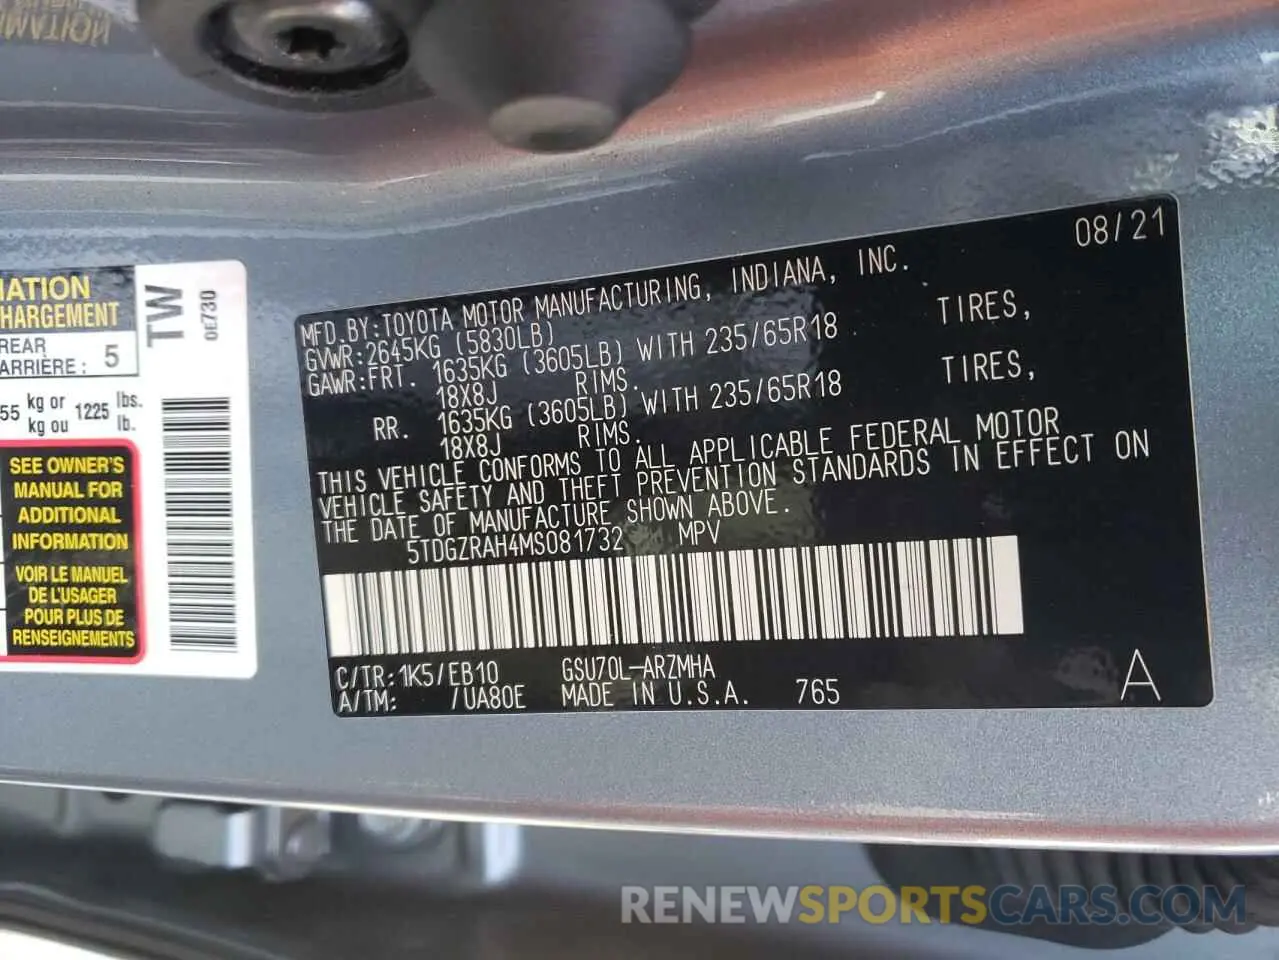 08/21
MFD.BY:TOYOTA MOTOR MANUFACTURING, INDIANA, INC.
GVWR:2645KG (5830LB)
GAWR:FRT. 1635KG (3605LB) WITH 235/65R18 TIRES,
18X8J RIMS.
RR. 1635KG (3605LB) WITH 235/65R18 TIRES,
18X8J RIMS.
THIS VEHICLE CONFORMS TO ALL APPLICABLE FEDERAL MOTOR
VEHICLE SAFETY AND THEFT PREVENTION STANDARDS IN EFFECT ON
THE DATE OF MANUFACTURE SHOWN ABOVE.
5TDGZRAH4MS081732 MPV
C/TR:1K5/EB10 GSU70L-ARZMHA
A/TM: /UA80E MADE IN U.S.A. 765
A
REAR
ARRIÈRE : 5
TW
0E730
kg or 1225 lbs.
kg ou lb.
SEE OWNER'S
MANUAL FOR
ADDITIONAL
INFORMATION
VOIR LE MANUEL
DE L'USAGER
POUR PLUS DE
RENSEIGNEMENTS
RENEWSPORTSCARS.COM